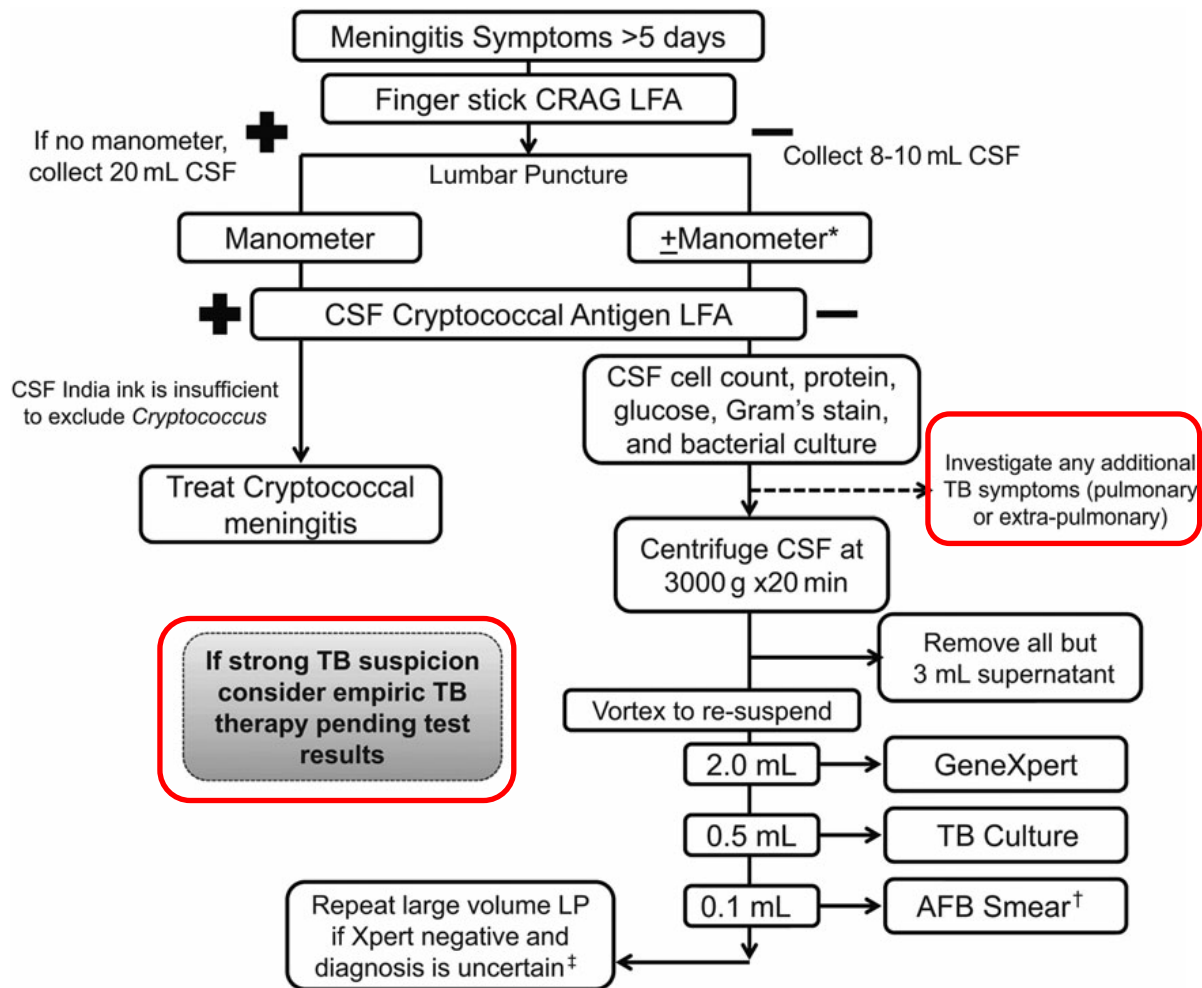 Meningitis Symptoms >5 days
Finger stick CRAG LFA
If no manometer,
collect 20 mL CSF
+
−
Collect 8-10 mL CSF
Lumbar Puncture
Manometer
±Manometer*
+
CSF Cryptococcal Antigen LFA
−
CSF India ink is insufficient
to exclude Cryptococcus
CSF cell count, protein,
glucose, Gram's stain,
and bacterial culture
Treat Cryptococcal
meningitis
Investigate any additional
TB symptoms (pulmonary
or extra-pulmonary)
Centrifuge CSF at
3000 g x20 min
If strong TB suspicion
consider empiric TB
therapy pending test
results
Remove all but
3 mL supernatant
Vortex to re-suspend
2.0 mL
GeneXpert
0.5 mL
TB Culture
0.1 mL
AFB Smear†
Repeat large volume LP
if Xpert negative and
diagnosis is uncertain‡